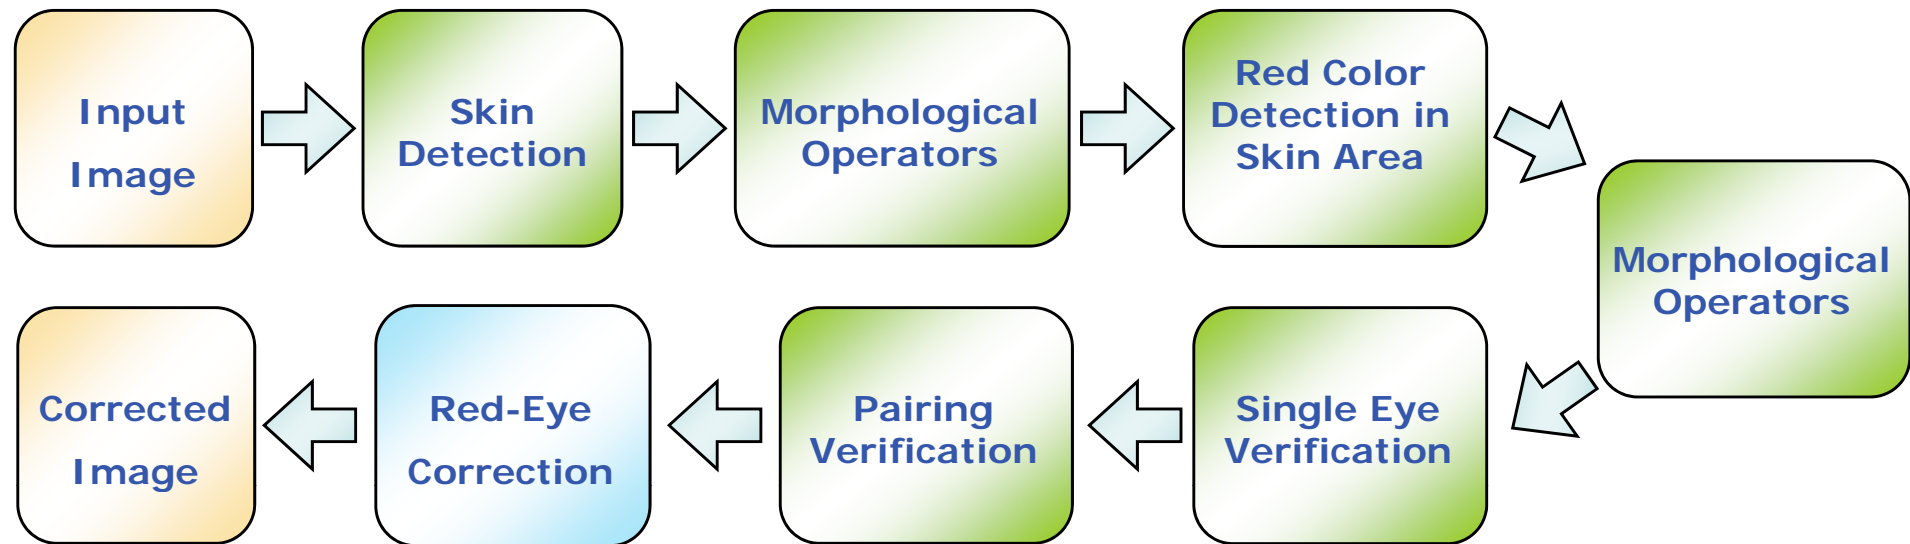 Input
Image
Skin
Detection
Morphological
Operators
Red Color
Detection in
Skin Area
Morphological
Operators
Single Eye
Verification
Pairing
Verification
Red-Eye
Correction
Corrected
Image